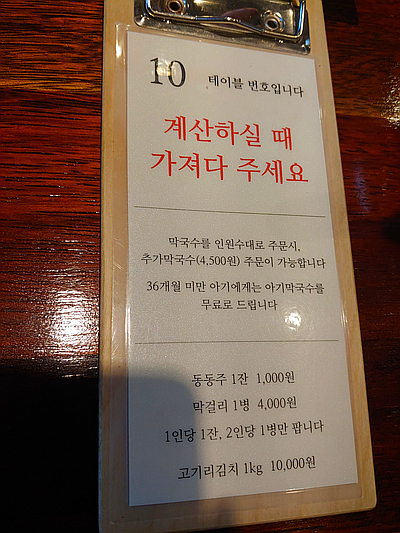 10 테이블 번호입니다
계산하실 때
가져다 주세요
막국수를 인원수대로 주문시,
추가막국수(4,500원) 주문이 가능합니다
36개월 미만 아기에게는 아기막국수를
무료로 드립니다
동동주 1잔 1,000원
막걸리 1병 4,000원
1인당 1잔, 2인당 1병만 팝니다
고기리김치 1kg 10,000원